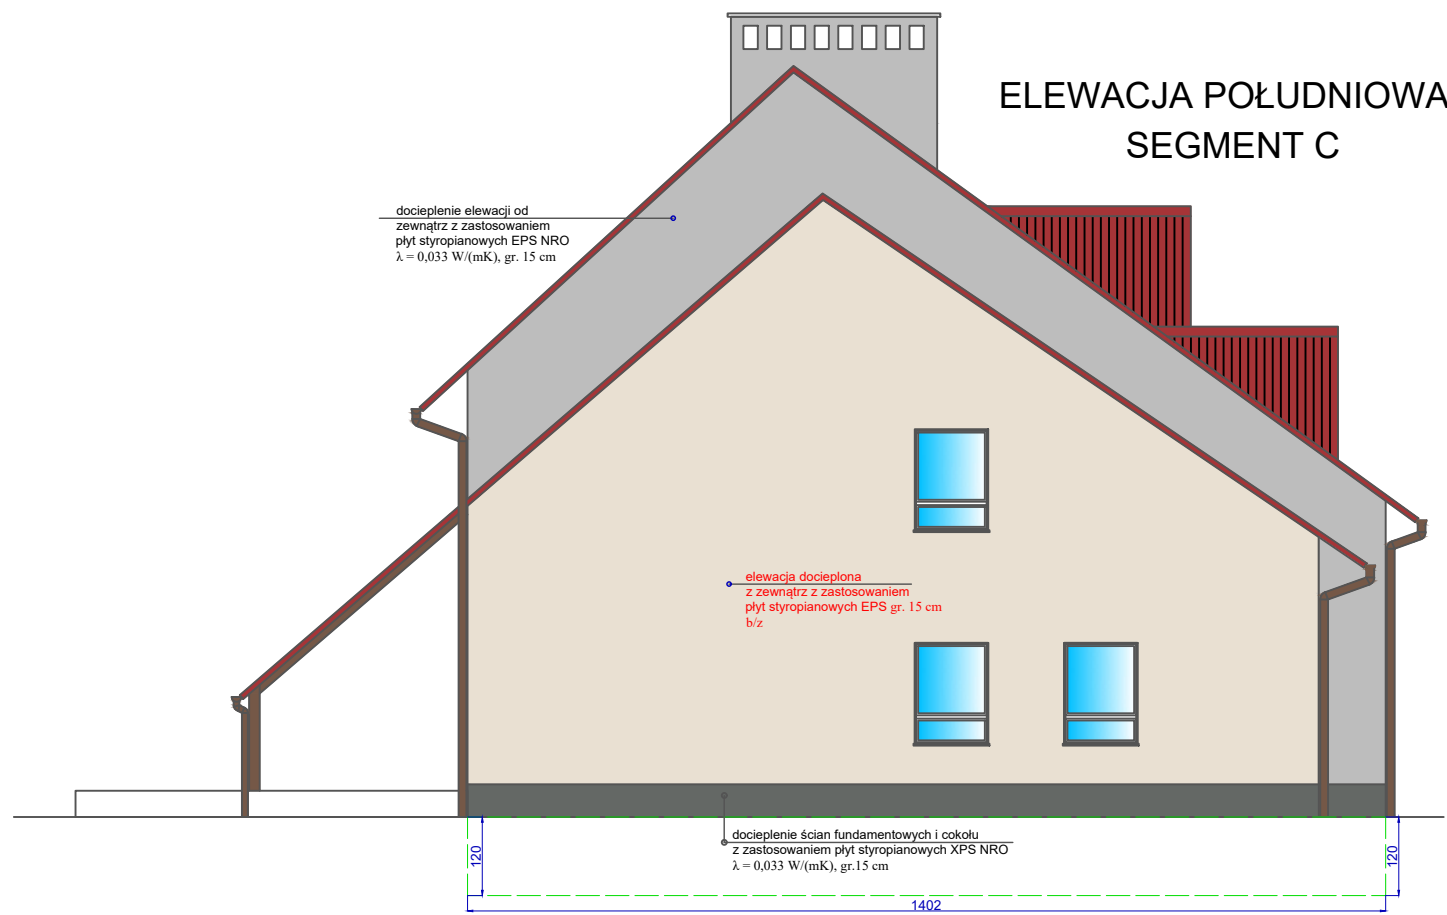 ELEWACJA POŁUDNIOWA
SEGMENT C
docieplenie elewacji od
zewnątrz z zastosowaniem
płyt styropianowych EPS NRO
λ = 0,033 W/(mK), gr. 15 cm
elewacja docieplona
z zewnątrz z zastosowaniem
płyt styropianowych EPS gr. 15 cm
b/z
docieplenie ścian fundamentowych i cokołu
z zastosowaniem płyt styropianowych XPS NRO
λ = 0,033 W/(mK), gr.15 cm
120
120
1402